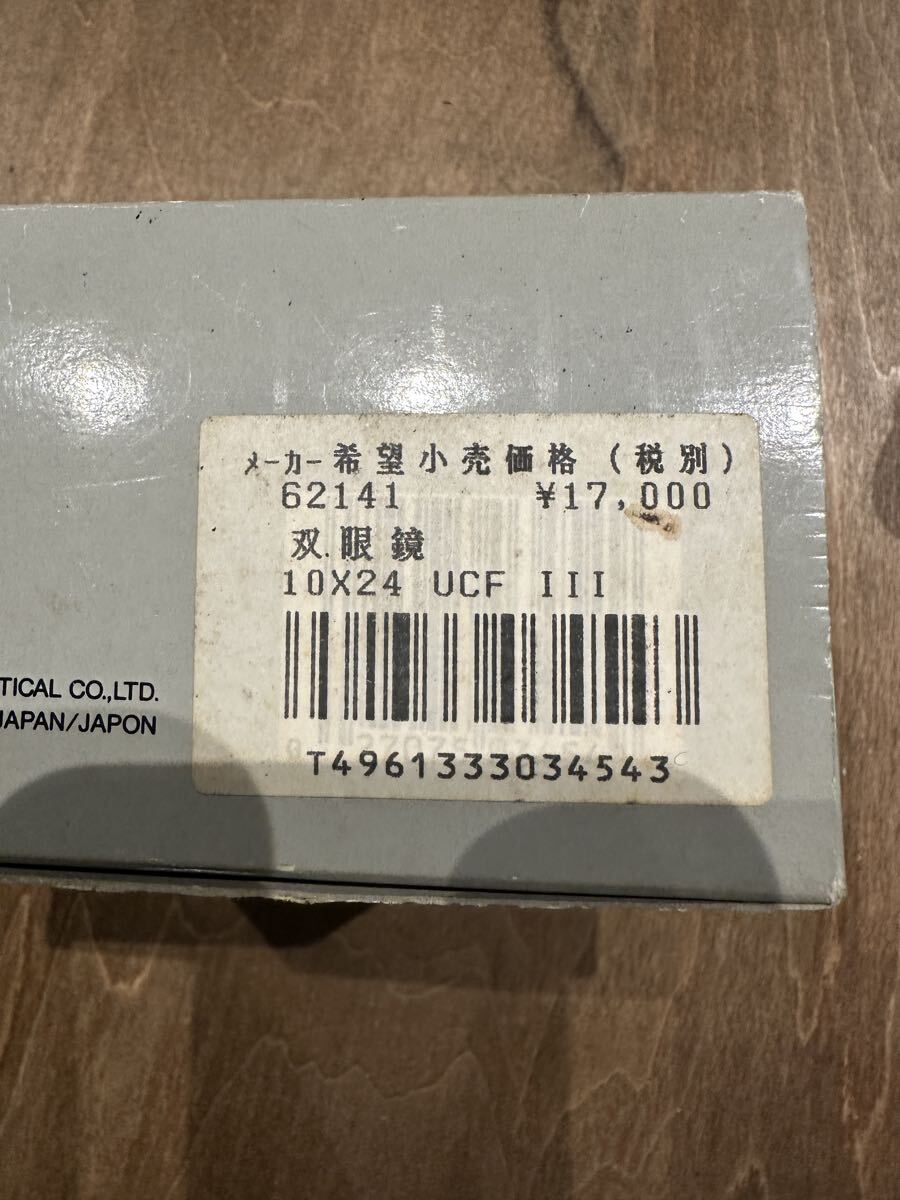 メーカー希望小売価格(税別)
62141 ¥17,000
双眼鏡
10X24 UCF III
TICAL CO.,LTD.
JAPAN/JAPON
T4961333034543